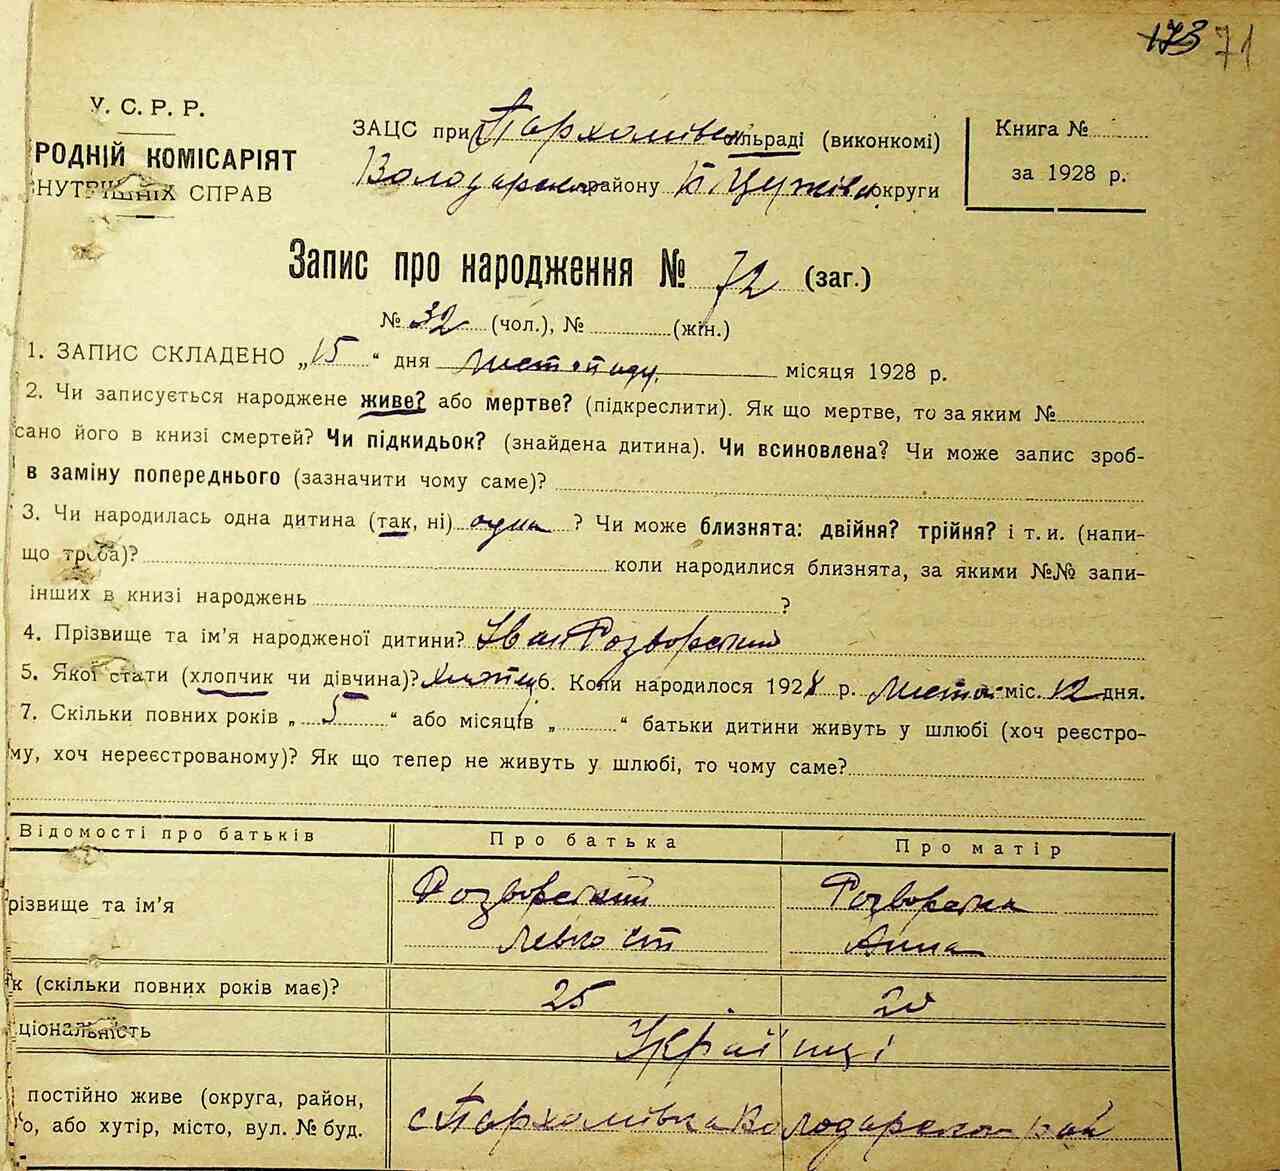 173 71
У. С. Р. Р.
РОДНІЙ КОМІСАРІЯТ
НУТРІШНІХ СПРАВ
ЗАЦС при Пархомівск ільраді (виконкомі)
Володарсько району Б. Церківс округи
Книга №
за 1928 р.
Запис про народження № 72 (заг.)
№ 32 (чол.), № (жін.)
1. ЗАПИС СКЛАДЕНО „15“ дня листопаду місяця 1928 р.
2. Чи записується народжене живе? або мертве? (підкреслити). Як що мертве, то за яким №
сано його в книзі смертей? Чи підкидьок? (знайдена дитина). Чи всиновлена? Чи може запис зроб-
в заміну попереднього (зазначити чому саме)?
3. Чи народилась одна дитина (так, ні) одна ? Чи може близнята: двійня? трійня? і т. и. (напи-
що треба)? коли народилися близнята, за якими №№ запи-
інших в книзі народжень ?
4. Прізвище та ім'я народженої дитини? Іван Розворський
5. Якої стати (хлопчик чи дівчина)? 6. Коли народилося 1928 р. листо- міс. 12 дня.
7. Скільки повних років „ 5 “ або місяців „ “ батьки дитини живуть у шлюбі (хоч реєстро-
му, хоч нереєстрованому)? Як що тепер не живуть у шлюбі, то чому саме?
Відомості про батьків Про батька Про матір
різвище та ім'я Розворський Розворська
Левко Анна
к (скільки повних років має)? 25 20
ціональність Українці
постійно живе (округа, район,
о, або хутір, місто, вул. № буд. с Пархомівка Володарсько рай